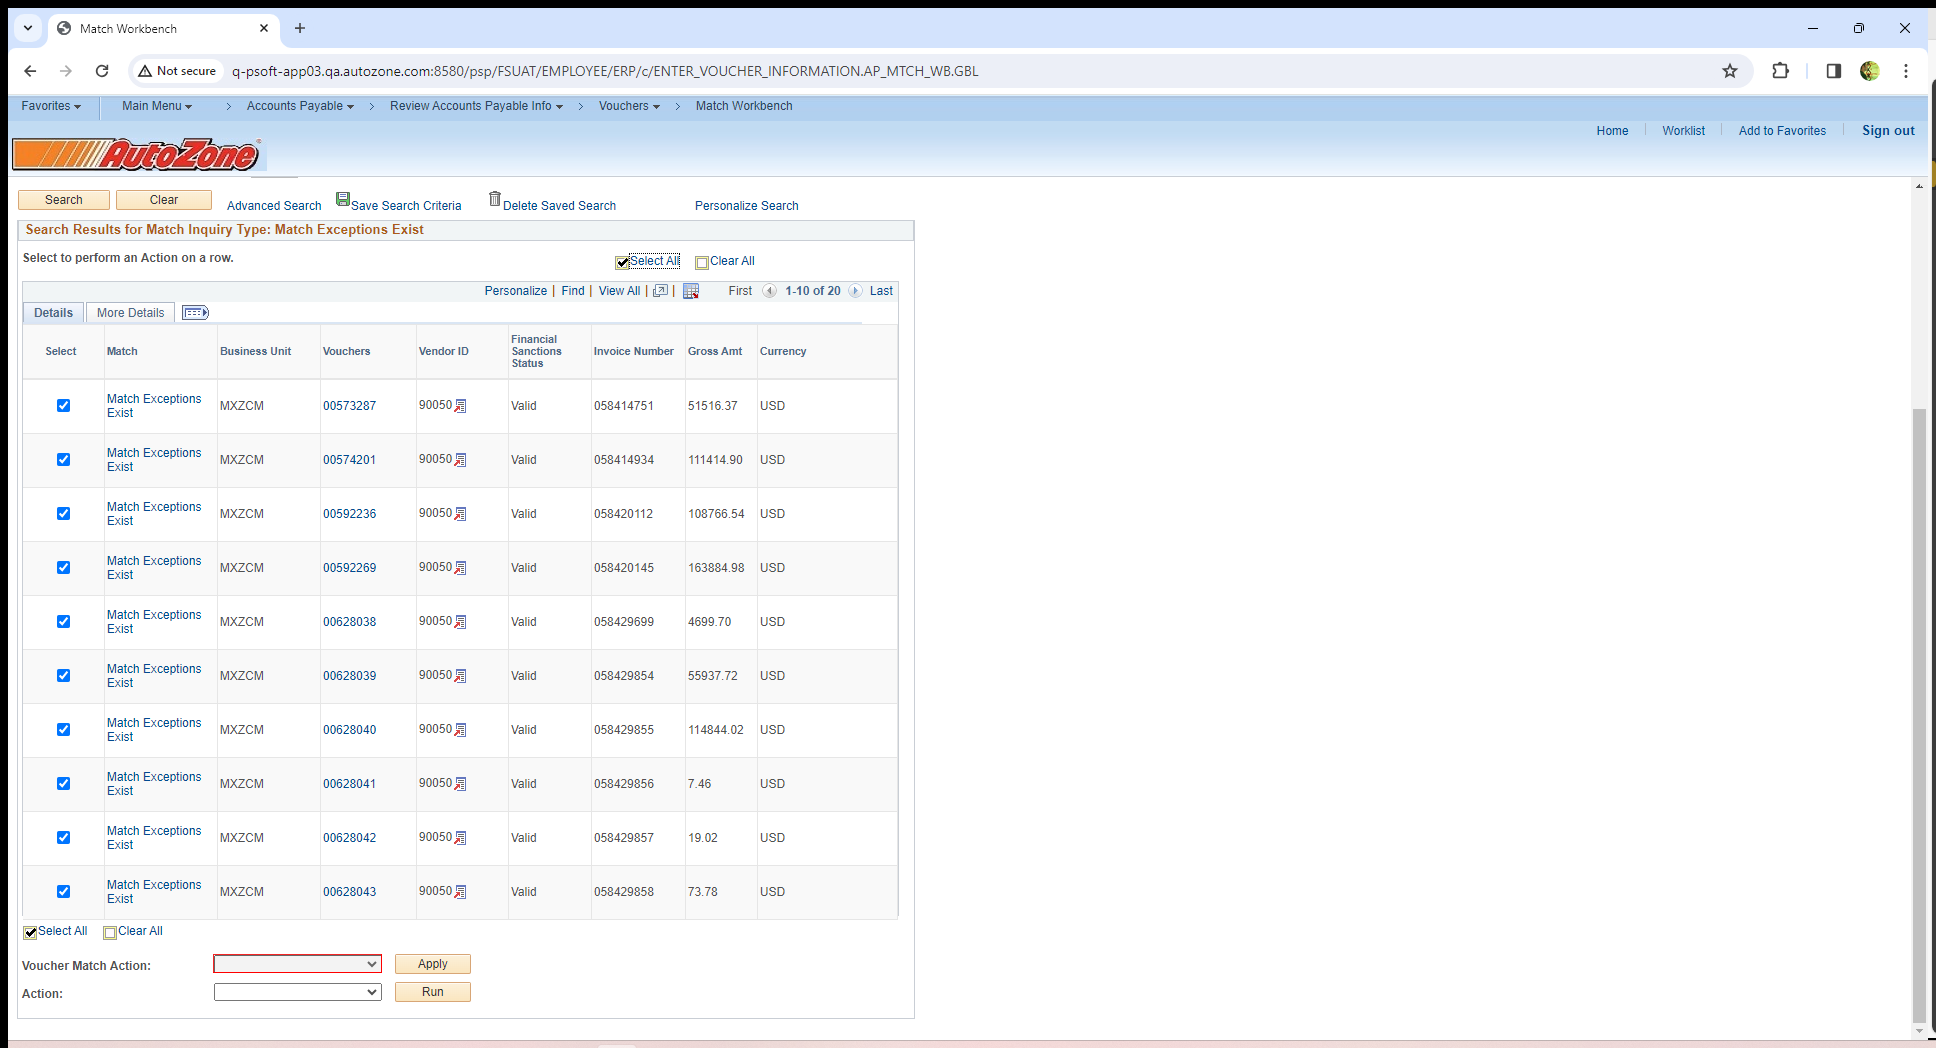 Match Workbench
Not secure q-psoft-app03.qa.autozone.com:8580/psp/FSUAT/EMPLOYEE/ERP/c/ENTER_VOUCHER_INFORMATION.AP_MTCH_WB.GBL
Favorites Main Menu > Accounts Payable > Review Accounts Payable Info > Vouchers > Match Workbench
Home Worklist Add to Favorites Sign out
AutoZone
Search Clear Advanced Search Save Search Criteria Delete Saved Search Personalize Search
Search Results for Match Inquiry Type: Match Exceptions Exist
Select to perform an Action on a row. Select All Clear All
Personalize | Find | View All | | First 1-10 of 20 Last
Details More Details
Select Match Business Unit Vouchers Vendor ID Financial Sanctions Status Invoice Number Gross Amt Currency
Match Exceptions Exist MXZCM 00573287 90050 Valid 058414751 51516.37 USD
Match Exceptions Exist MXZCM 00574201 90050 Valid 058414934 111414.90 USD
Match Exceptions Exist MXZCM 00592236 90050 Valid 058420112 108766.54 USD
Match Exceptions Exist MXZCM 00592269 90050 Valid 058420145 163884.98 USD
Match Exceptions Exist MXZCM 00628038 90050 Valid 058429699 4699.70 USD
Match Exceptions Exist MXZCM 00628039 90050 Valid 058429854 55937.72 USD
Match Exceptions Exist MXZCM 00628040 90050 Valid 058429855 114844.02 USD
Match Exceptions Exist MXZCM 00628041 90050 Valid 058429856 7.46 USD
Match Exceptions Exist MXZCM 00628042 90050 Valid 058429857 19.02 USD
Match Exceptions Exist MXZCM 00628043 90050 Valid 058429858 73.78 USD
Select All Clear All
Voucher Match Action: Apply
Action: Run